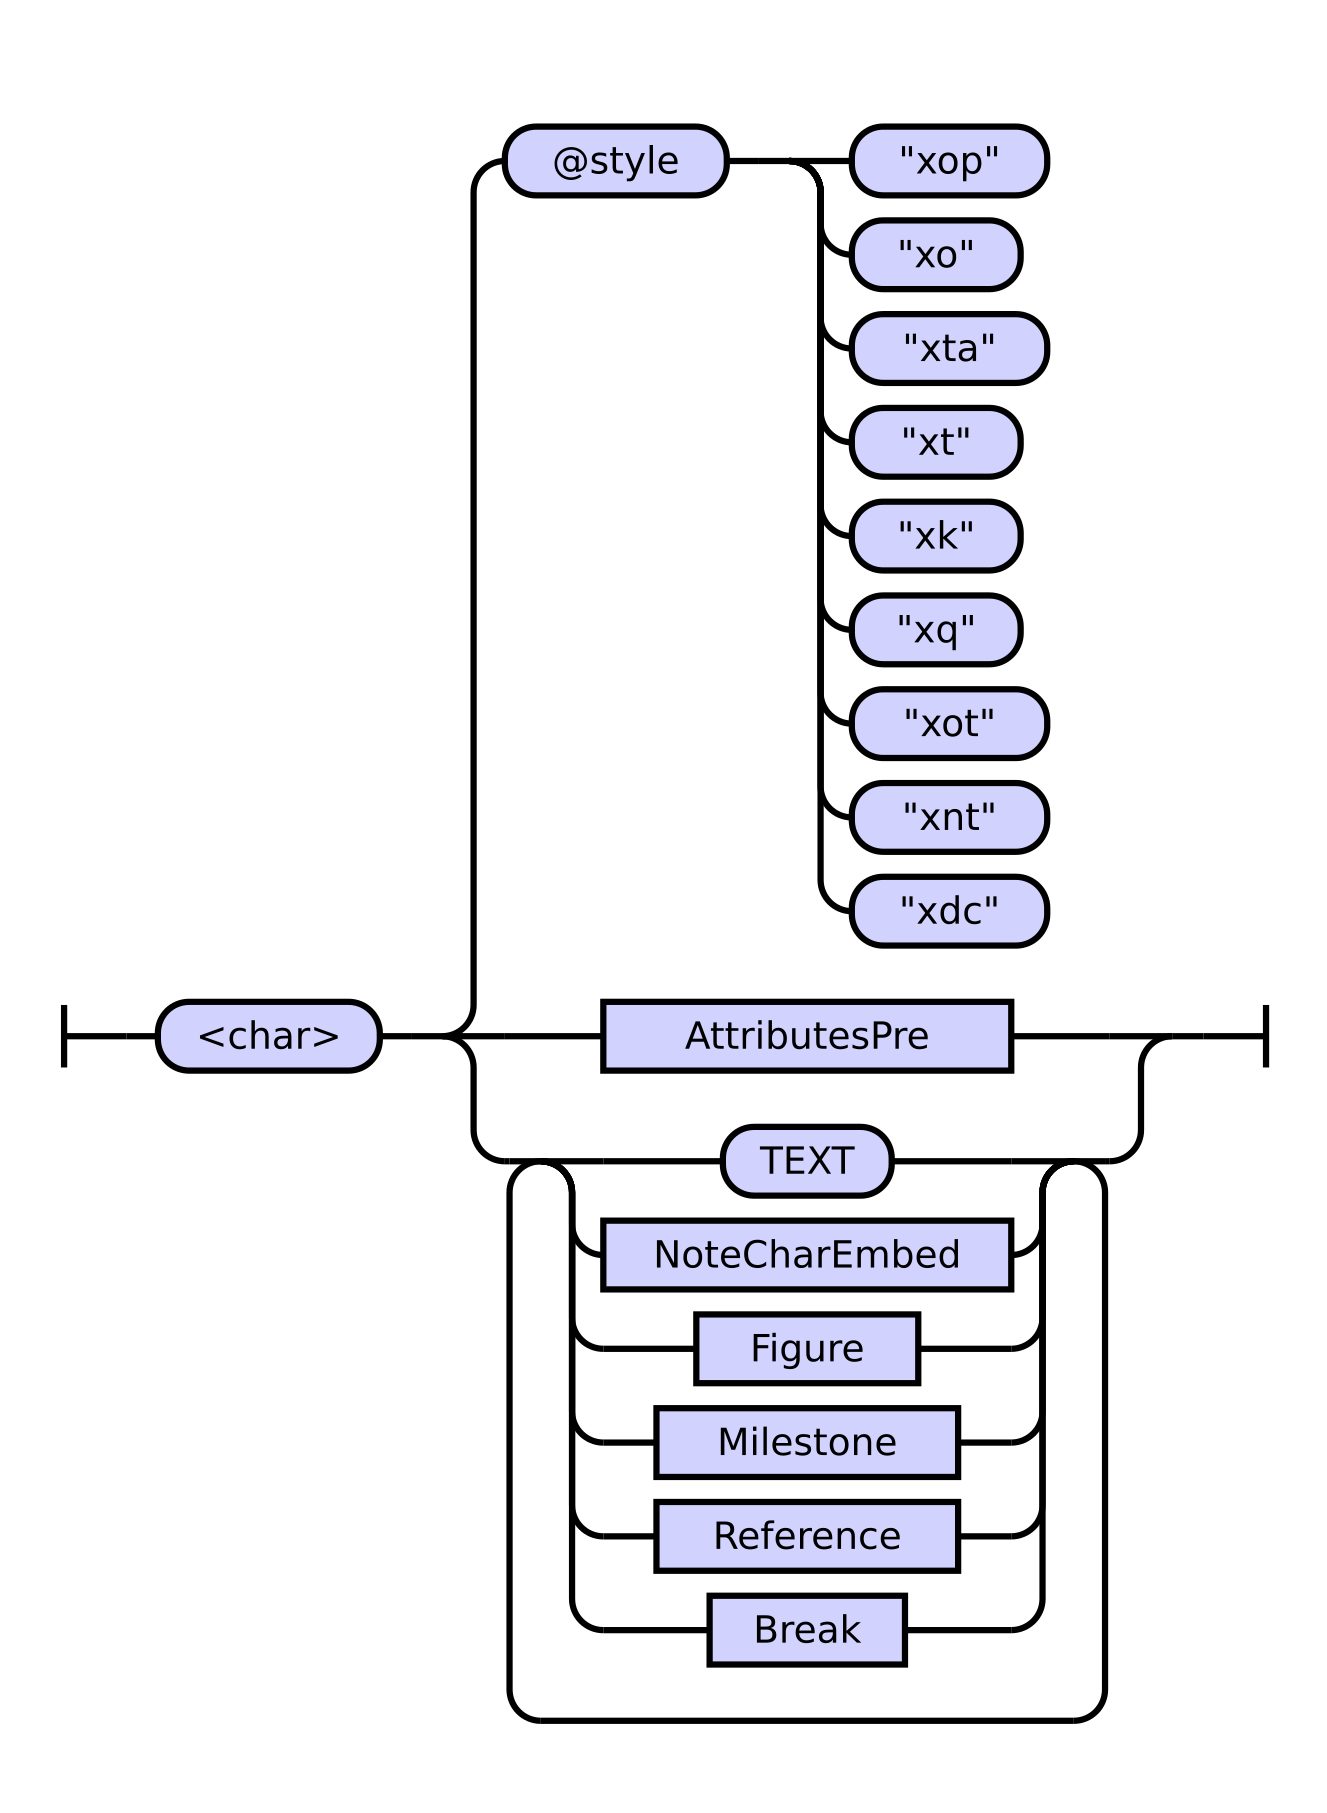 @style
"xop"
"xo"
"xta"
"xt"
"xk"
"xq"
"xot"
"xnt"
"xdc"
<char>
AttributesPre
TEXT
NoteCharEmbed
Figure
Milestone
Reference
Break